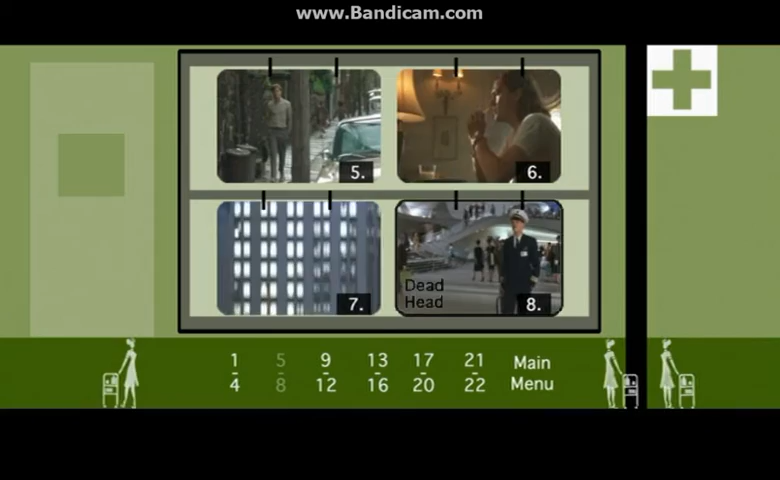 www.Bandicam.com
5.
6.
7.
Dead
Head
8.
1 5 9 13 17 21 Main
- - - - - -
4 8 12 16 20 22 Menu